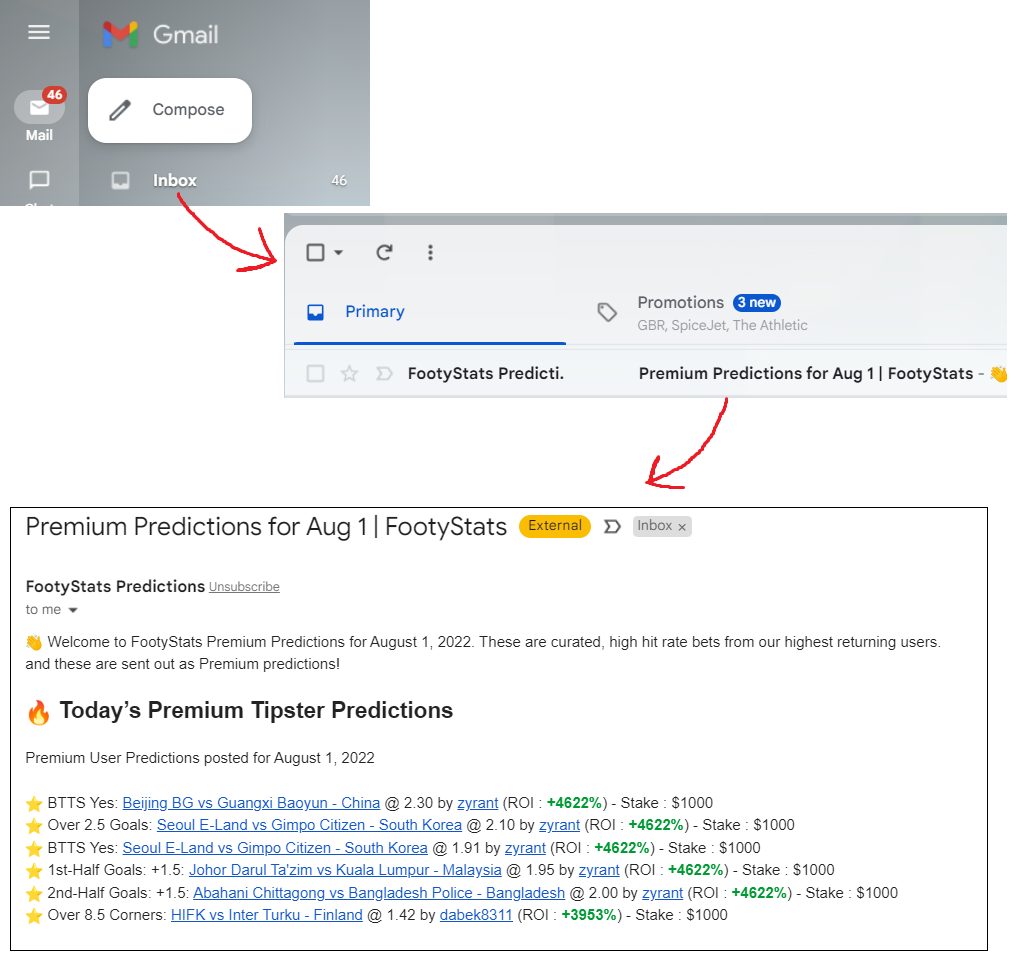 Gmail
46
Compose
Mail
Inbox 46
Primary
Promotions 3 new
GBR, SpiceJet, The Athletic
FootyStats Predicti. Premium Predictions for Aug 1 | FootyStats - 👋
Premium Predictions for Aug 1 | FootyStats External Inbox ×
FootyStats Predictions Unsubscribe
to me
👋 Welcome to FootyStats Premium Predictions for August 1, 2022. These are curated, high hit rate bets from our highest returning users.
and these are sent out as Premium predictions!
🔥 Today’s Premium Tipster Predictions
Premium User Predictions posted for August 1, 2022
⭐ BTTS Yes: Beijing BG vs Guangxi Baoyun - China @ 2.30 by zyrant (ROI : +4622%) - Stake : $1000
⭐ Over 2.5 Goals: Seoul E-Land vs Gimpo Citizen - South Korea @ 2.10 by zyrant (ROI : +4622%) - Stake : $1000
⭐ BTTS Yes: Seoul E-Land vs Gimpo Citizen - South Korea @ 1.91 by zyrant (ROI : +4622%) - Stake : $1000
⭐ 1st-Half Goals: +1.5: Johor Darul Ta'zim vs Kuala Lumpur - Malaysia @ 1.95 by zyrant (ROI : +4622%) - Stake : $1000
⭐ 2nd-Half Goals: +1.5: Abahani Chittagong vs Bangladesh Police - Bangladesh @ 2.00 by zyrant (ROI : +4622%) - Stake : $1000
⭐ Over 8.5 Corners: HIFK vs Inter Turku - Finland @ 1.42 by dabek8311 (ROI : +3953%) - Stake : $1000